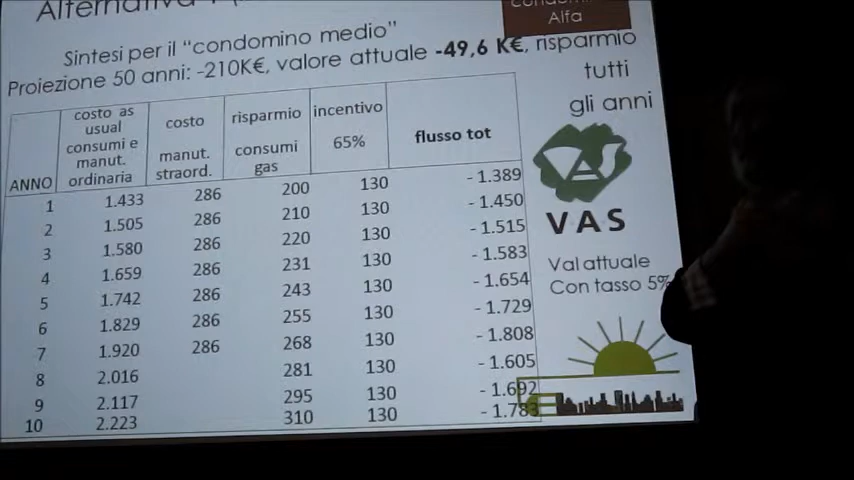 Alternativa
Condomi
Alfa
Sintesi per il “condomino medio”
Proiezione 50 anni: -210K€, valore attuale -49,6 K€, risparmio
tutti
gli anni
ANNO	costo as usual consumi e manut. ordinaria	costo manut. straord.	risparmio consumi gas	incentivo 65%	flusso tot
1	1.433	286	200	130	- 1.389
2	1.505	286	210	130	- 1.450
3	1.580	286	220	130	- 1.515
4	1.659	286	231	130	- 1.583
5	1.742	286	243	130	- 1.654
6	1.829	286	255	130	- 1.729
7	1.920	286	268	130	- 1.808
8	2.016	281	130	- 1.605
9	2.117	295	130	- 1.692
10	2.223	310	130	- 1.783
VAS
VAS
Val attuale
Con tasso 5%